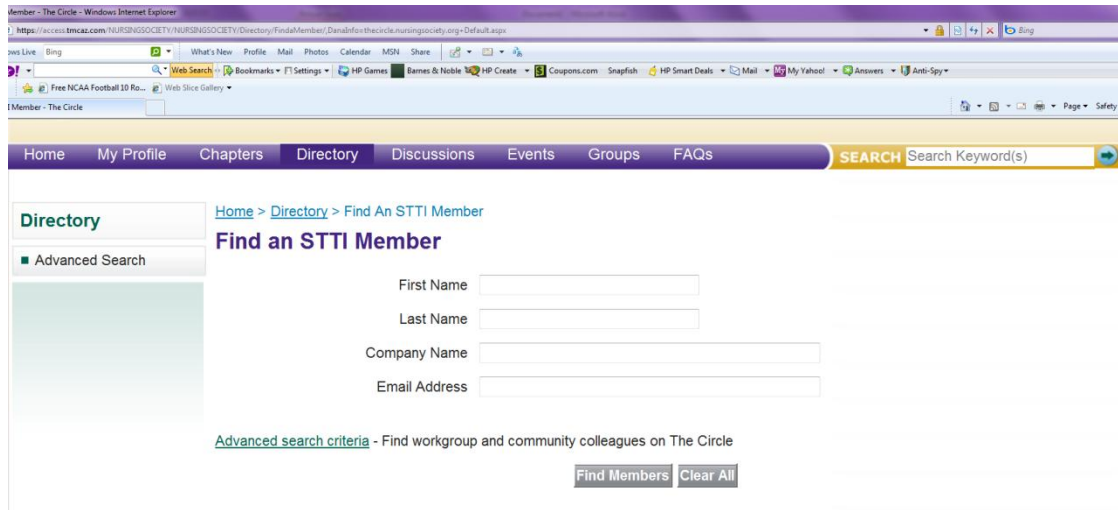 Member - The Circle - Windows Internet Explorer
https://access.tmcaz.com/NURSINGSOCIETY/NURSINGSOCIETY/Directory/FindaMember/,DanaInfo=thecircle.nursingsociety.org+Default.aspx Bing
ows Live Bing What's New Profile Mail Photos Calendar MSN Share
Web Search Bookmarks Settings HP Games Barnes & Noble HP Create Coupons.com Snapfish HP Smart Deals My Yahoo! Answers Anti-Spy
Free NCAA Football 10 Ro... Web Slice Gallery
I Member - The Circle Page Safety
Home My Profile Chapters Directory Discussions Events Groups FAQs SEARCH Search Keyword(s)
Directory
Advanced Search
Home > Directory > Find An STTI Member
Find an STTI Member
First Name
Last Name
Company Name
Email Address
Advanced search criteria - Find workgroup and community colleagues on The Circle
Find Members Clear All